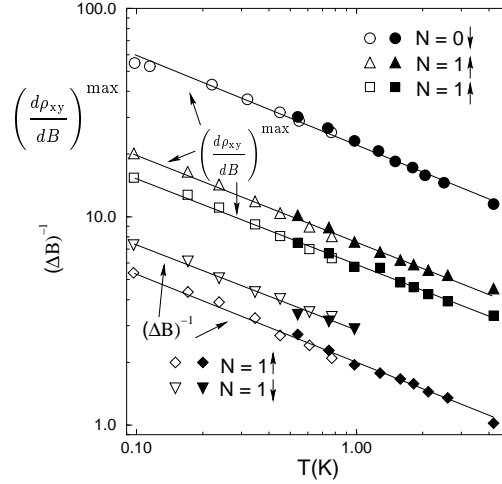 100.0
N = 0↓
N = 1↑
N = 1↑
(dρxy/dB)^max
(dρxy/dB)^max
10.0
(ΔB)⁻¹
(ΔB)⁻¹
N = 1↑
N = 1↓
1.0
0.10 1.00
T(K)